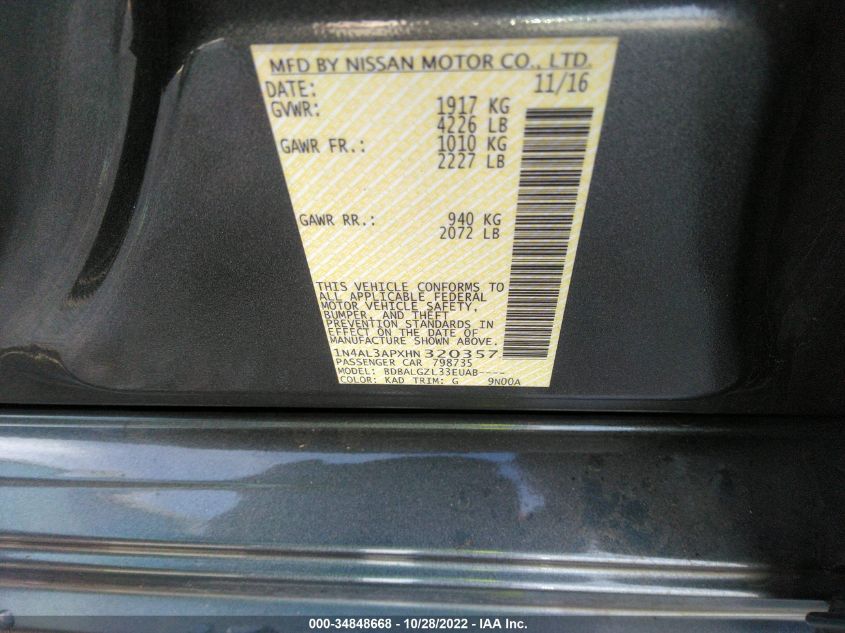 MFD BY NISSAN MOTOR CO., LTD.
DATE: 11/16
GVWR: 1917 KG
4226 LB
GAWR FR.: 1010 KG
2227 LB
GAWR RR.: 940 KG
2072 LB
THIS VEHICLE CONFORMS TO
ALL APPLICABLE FEDERAL
MOTOR VEHICLE SAFETY,
BUMPER, AND THEFT
PREVENTION STANDARDS IN
EFFECT ON THE DATE OF
MANUFACTURE SHOWN ABOVE.
1N4AL3APXHN320357
PASSENGER CAR 798735
MODEL: BDBALGZL33EUAB----
COLOR: KAD TRIM: G 9N00A
000-34848668 - 10/28/2022 - IAA Inc.